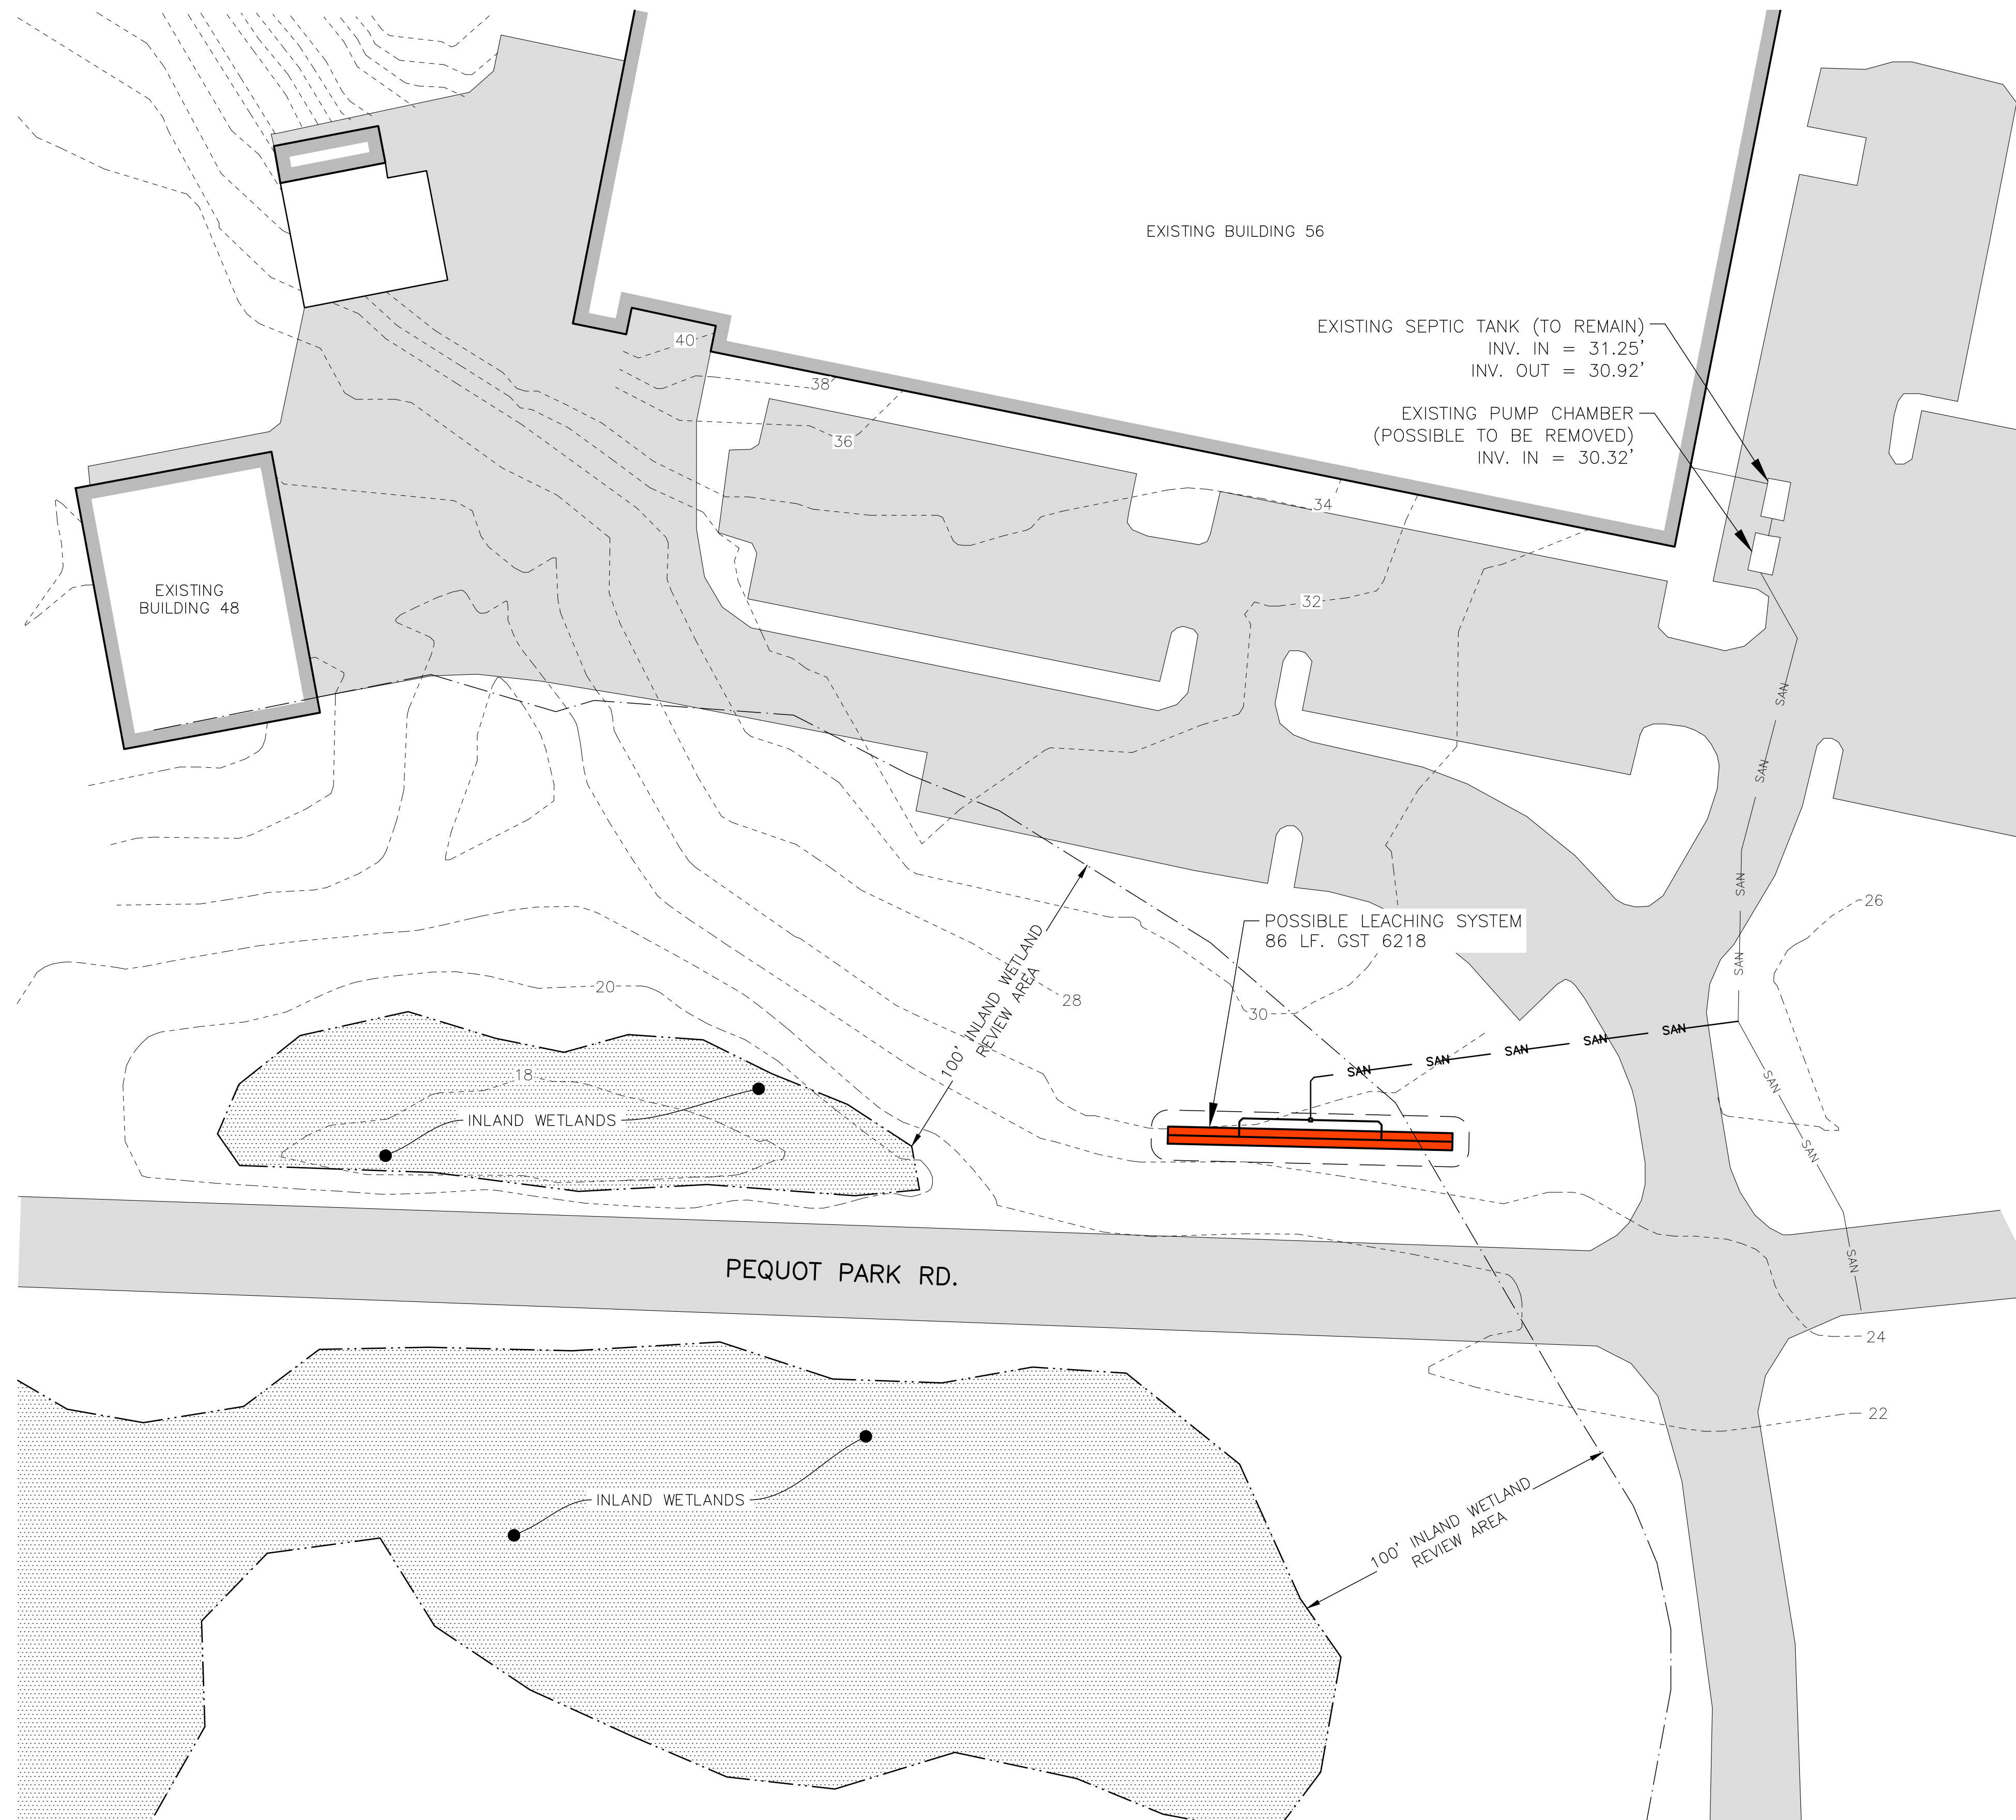 EXISTING BUILDING 56
EXISTING SEPTIC TANK (TO REMAIN)
INV. IN = 31.25'
INV. OUT = 30.92'
40
38
EXISTING PUMP CHAMBER
(POSSIBLE TO BE REMOVED)
INV. IN = 30.32'
36
34
EXISTING
BUILDING 48
32
SAN
SAN
SAN
SAN
26
POSSIBLE LEACHING SYSTEM
86 LF. GST 6218
100' INLAND WETLAND
REVIEW AREA
20
28
30
SAN
SAN
SAN
SAN
SAN
18
SAN
SAN
SAN
INLAND WETLANDS
PEQUOT PARK RD.
24
22
INLAND WETLANDS
100' INLAND WETLAND
REVIEW AREA